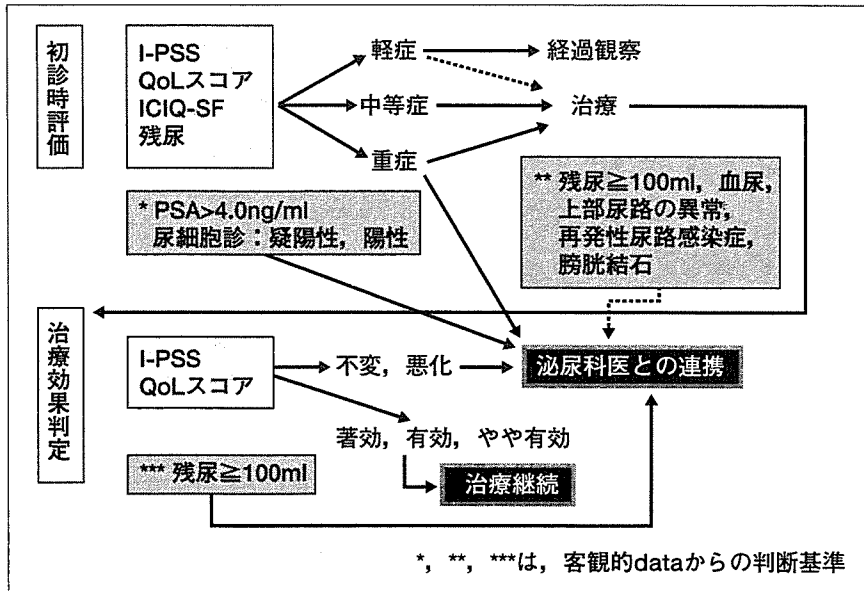 初診時評価
I-PSS
QoLスコア
ICIQ-SF
残尿
軽症
経過観察
中等症
治療
重症
* PSA>4.0ng/ml
尿細胞診：疑陽性，陽性
** 残尿≧100ml，血尿，
上部尿路の異常，
再発性尿路感染症，
膀胱結石
治療効果判定
I-PSS
QoLスコア
不変，悪化
泌尿科医との連携
著効，有効，やや有効
*** 残尿≧100ml
治療継続
*，**，***は，客観的dataからの判断基準